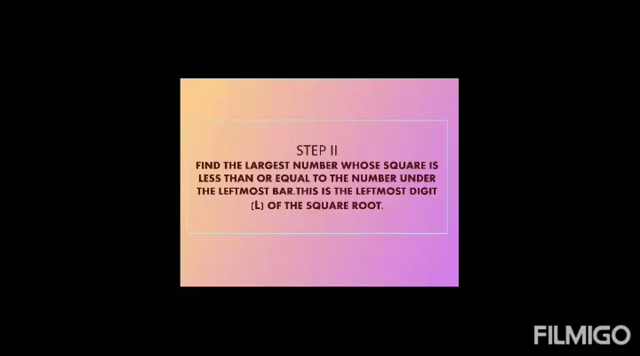 STEP II
FIND THE LARGEST NUMBER WHOSE SQUARE IS
LESS THAN OR EQUAL TO THE NUMBER UNDER
THE LEFTMOST BAR.THIS IS THE LEFTMOST DIGIT
(L) OF THE SQUARE ROOT.
FILMIGO